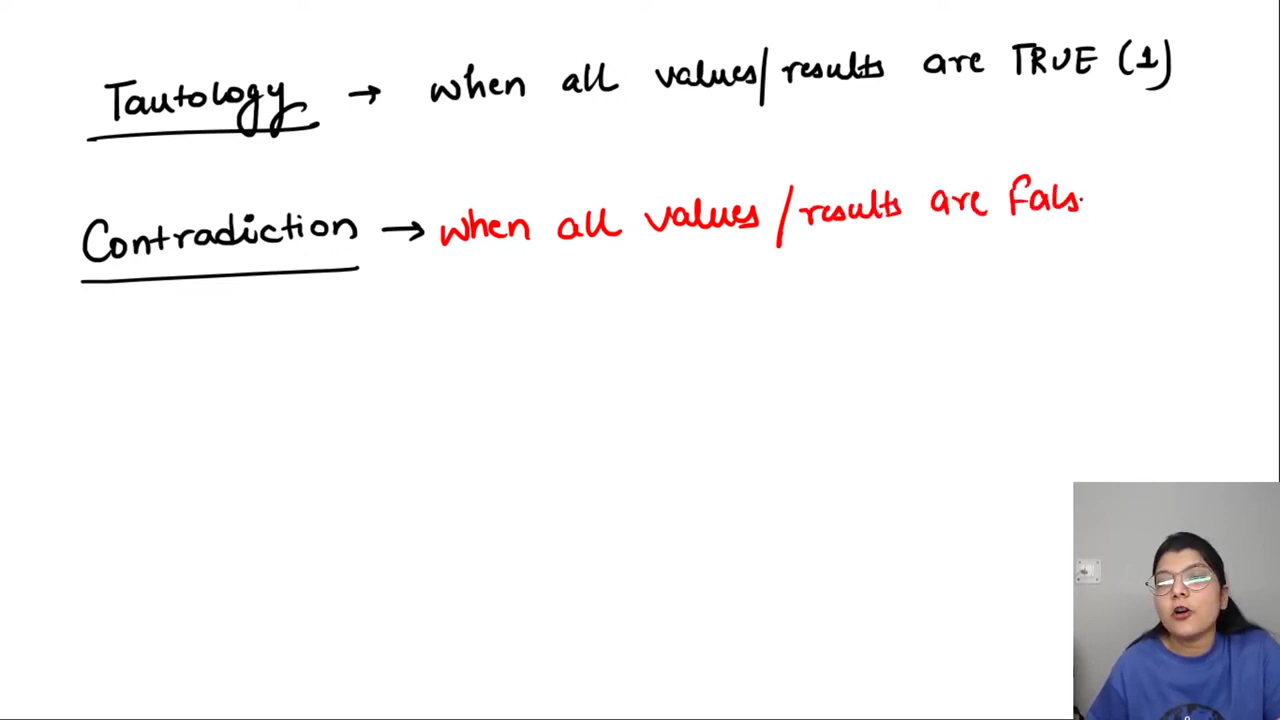 Tautology → when all values/results are TRUE (1)
Contradiction → when all values/results are Fals